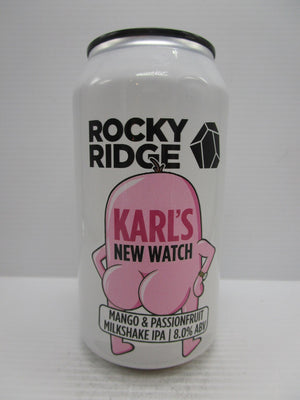 ROCKY
RIDGE
KARL'S
NEW WATCH
MANGO & PASSIONFRUIT
MILKSHAKE IPA | 8.0% ABV